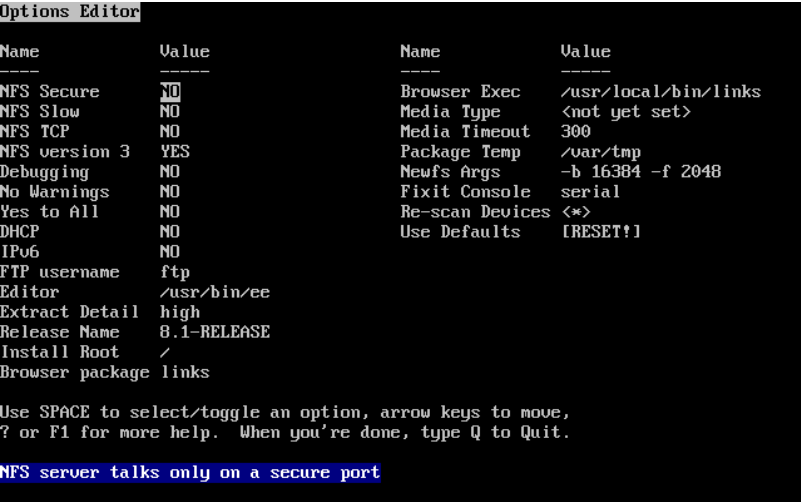 Options Editor
Name Value Name Value
---- ----- ---- -----
NFS Secure NO Browser Exec /usr/local/bin/links
NFS Slow NO Media Type <not yet set>
NFS TCP NO Media Timeout 300
NFS version 3 YES Package Temp /var/tmp
Debugging NO Newfs Args -b 16384 -f 2048
No Warnings NO Fixit Console serial
Yes to All NO Re-scan Devices <*>
DHCP NO Use Defaults [RESET!]
IPv6 NO
FTP username ftp
Editor /usr/bin/ee
Extract Detail high
Release Name 8.1-RELEASE
Install Root /
Browser package links
Use SPACE to select/toggle an option, arrow keys to move,
? or F1 for more help. When you're done, type Q to Quit.
NFS server talks only on a secure port